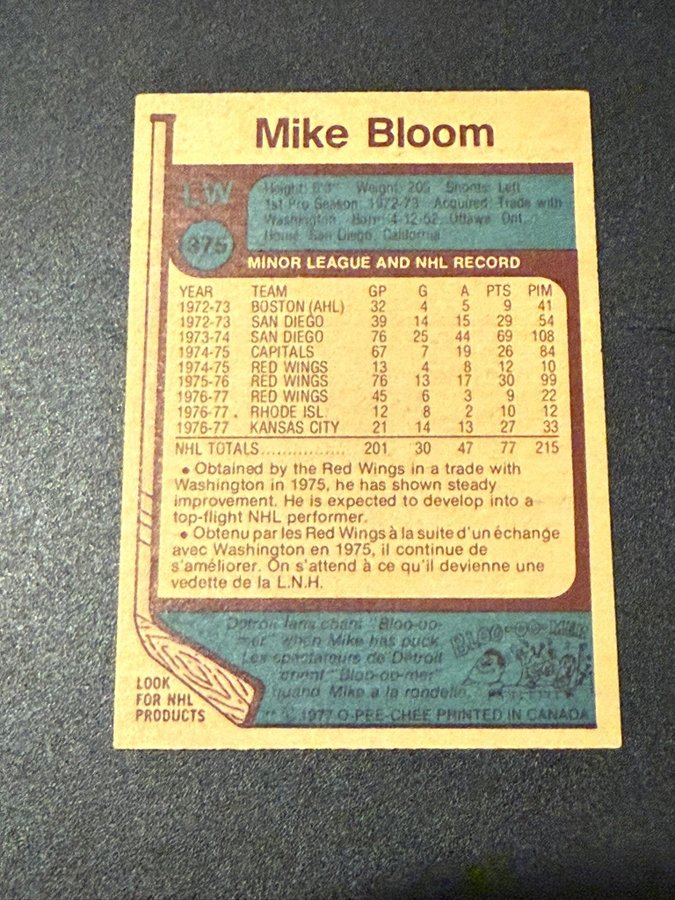 Mike Bloom
LW
Height: 6'3" Weight: 205 Shoots: Left
1st Pro Season: 1972-73 Acquired: Trade with
Washington Born: 4-12-52 Ottawa Ont.
Home: San Diego, California
375
MINOR LEAGUE AND NHL RECORD
YEAR TEAM GP G A PTS PIM
1972-73 BOSTON (AHL) 32 4 5 9 41
1972-73 SAN DIEGO 39 14 15 29 54
1973-74 SAN DIEGO 76 25 44 69 108
1974-75 CAPITALS 67 7 19 26 84
1974-75 RED WINGS 13 4 8 12 10
1975-76 RED WINGS 76 13 17 30 99
1976-77 RED WINGS 45 6 3 9 22
1976-77 . RHODE ISL 12 8 2 10 12
1976-77 KANSAS CITY 21 14 13 27 33
NHL TOTALS................ 201 30 47 77 215
• Obtained by the Red Wings in a trade with
Washington in 1975, he has shown steady
improvement. He is expected to develop into a
top-flight NHL performer.
• Obtenu par les Red Wings à la suite d'un échange
avec Washington en 1975, il continue de
s'améliorer. On s'attend à ce qu'il devienne une
vedette de la L.N.H.
Detroit fans chant "Bloo-oo-
mer" when Mike has puck.
Les spectateurs de Détroit
crient "Bloo-oo-mer"
quand Mike a la rondelle.
BLOO-OO-MER
LOOK
FOR NHL
PRODUCTS
** © 1977 O-PEE-CHEE PRINTED IN CANADA